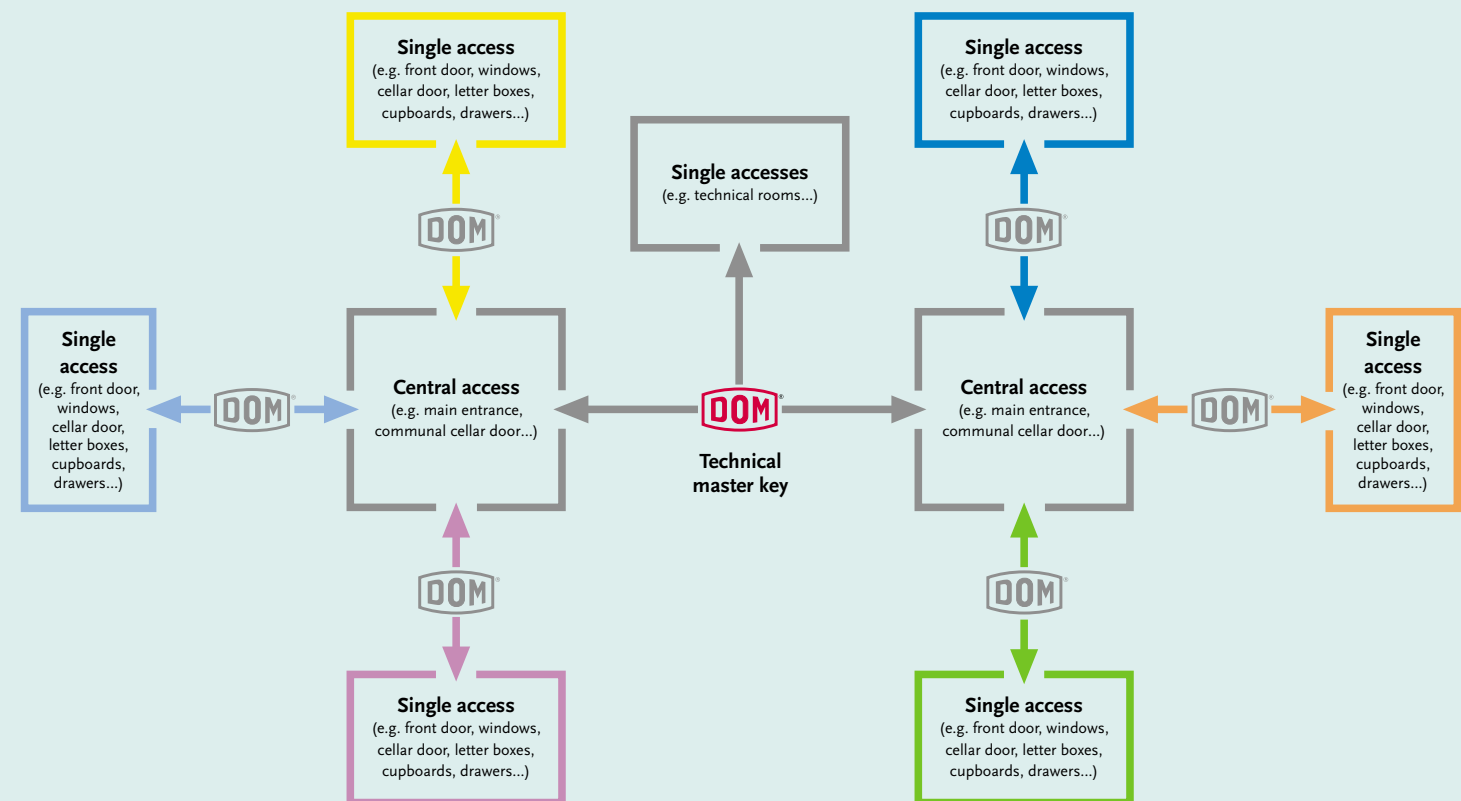 Single access
(e.g. front door, windows,
cellar door, letter boxes,
cupboards, drawers...)
Single access
(e.g. front door, windows,
cellar door, letter boxes,
cupboards, drawers...)
Single accesses
(e.g. technical rooms...)
DOM®
DOM®
Single
access
(e.g. front door,
windows,
cellar door,
letter boxes,
cupboards,
drawers...)
DOM®
Central access
(e.g. main entrance,
communal cellar door...)
DOM®
Technical
master key
Central access
(e.g. main entrance,
communal cellar door...)
DOM®
Single
access
(e.g. front door,
windows,
cellar door,
letter boxes,
cupboards,
drawers...)
DOM®
DOM®
Single access
(e.g. front door, windows,
cellar door, letter boxes,
cupboards, drawers...)
Single access
(e.g. front door, windows,
cellar door, letter boxes,
cupboards, drawers...)